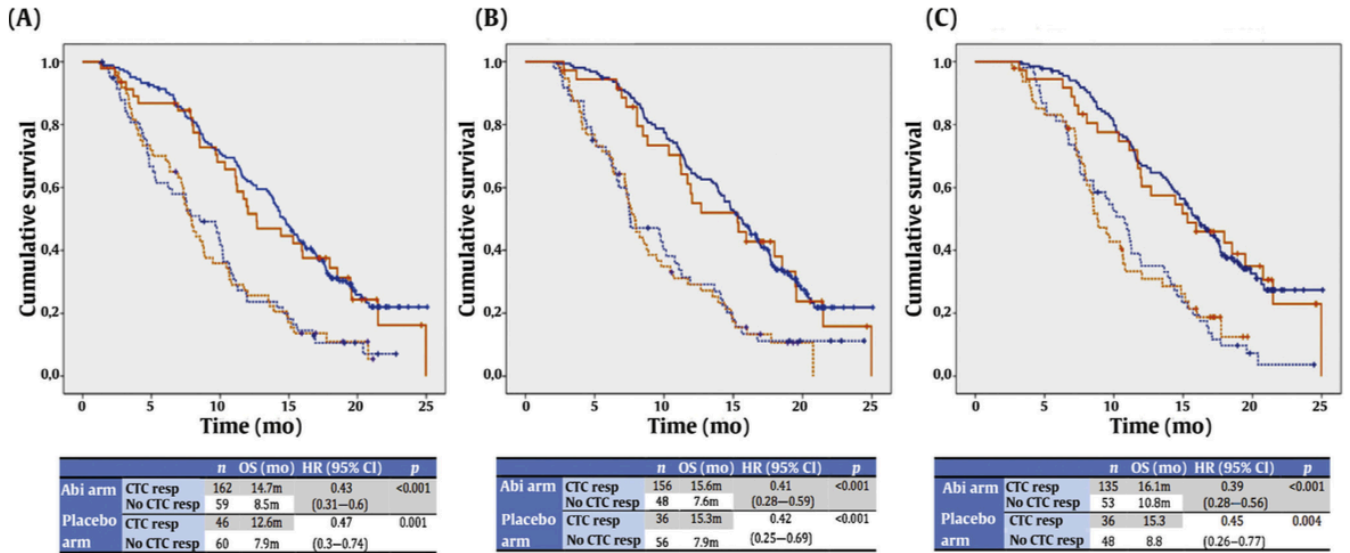 (A)
1.0
0,8
0,6
0,4
0,2
0,0
Cumulative survival
0 5 10 15 20 25
Time (mo)
n OS (mo) HR (95% CI) p
Abi arm CTC resp 162 14.7m 0.43 <0.001
No CTC resp 59 8.5m (0.31—0.6)
Placebo arm CTC resp 46 12.6m 0.47 0.001
No CTC resp 60 7.9m (0.3—0.74)
(B)
1.0
0,8
0,6
0,4
0,2
0,0
Cumulative survival
0 5 10 15 20 25
Time (mo)
n OS (mo) HR (95% CI) p
Abi arm CTC resp 156 15.6m 0.41 <0.001
No CTC resp 48 7.6m (0.28—0.59)
Placebo arm CTC resp 36 15.3m 0.42 <0.001
No CTC resp 56 7.9m (0.25—0.69)
(C)
1.0
0,8
0,6
0,4
0,2
0,0
Cumulative survival
0 5 10 15 20 25
Time (mo)
n OS (mo) HR (95% CI) p
Abi arm CTC resp 135 16.1m 0.39 <0.001
No CTC resp 53 10.8m (0.28—0.56)
Placebo arm CTC resp 36 15.3 0.45 0.004
No CTC resp 48 8.8 (0.26—0.77)